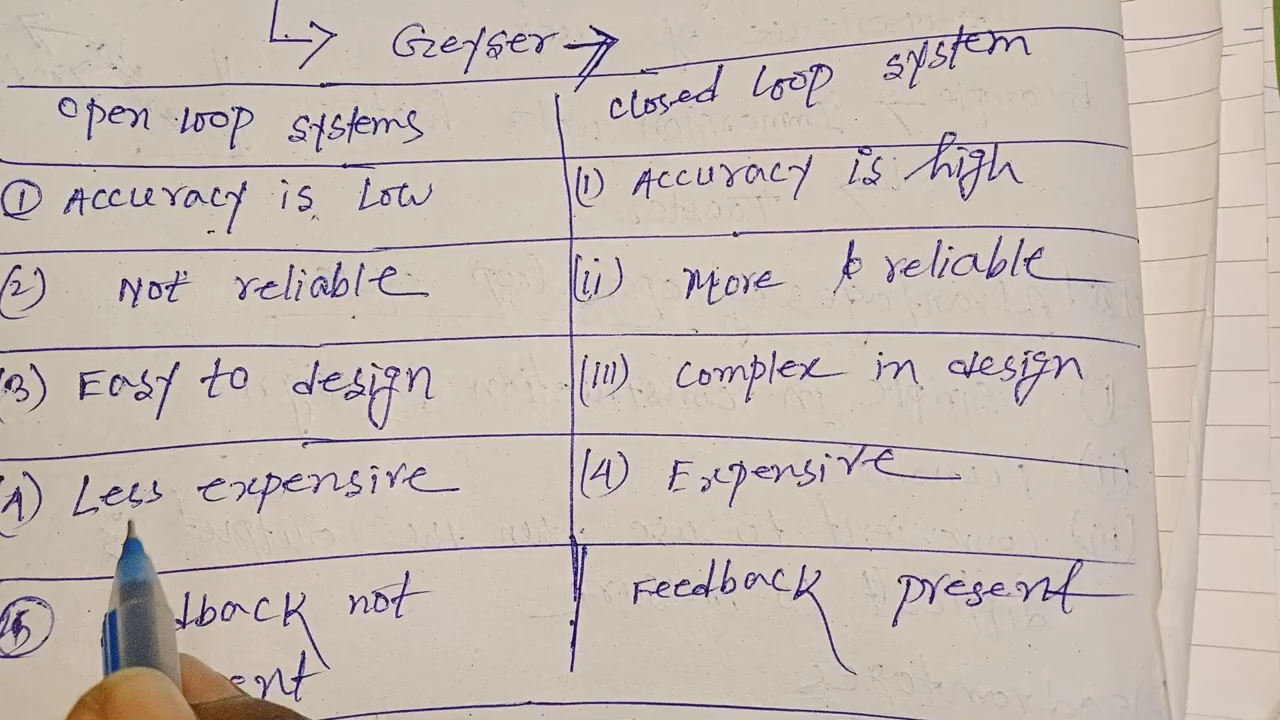 ↳ Geyser →
Open loop systems closed loop system
① Accuracy is Low (1) Accuracy is high
(2) Not reliable (ii) More reliable
(3) Easy to design (III) complex in design
(4) Less expensive (4) Expensive
⑤ dback not Feedback present
ent